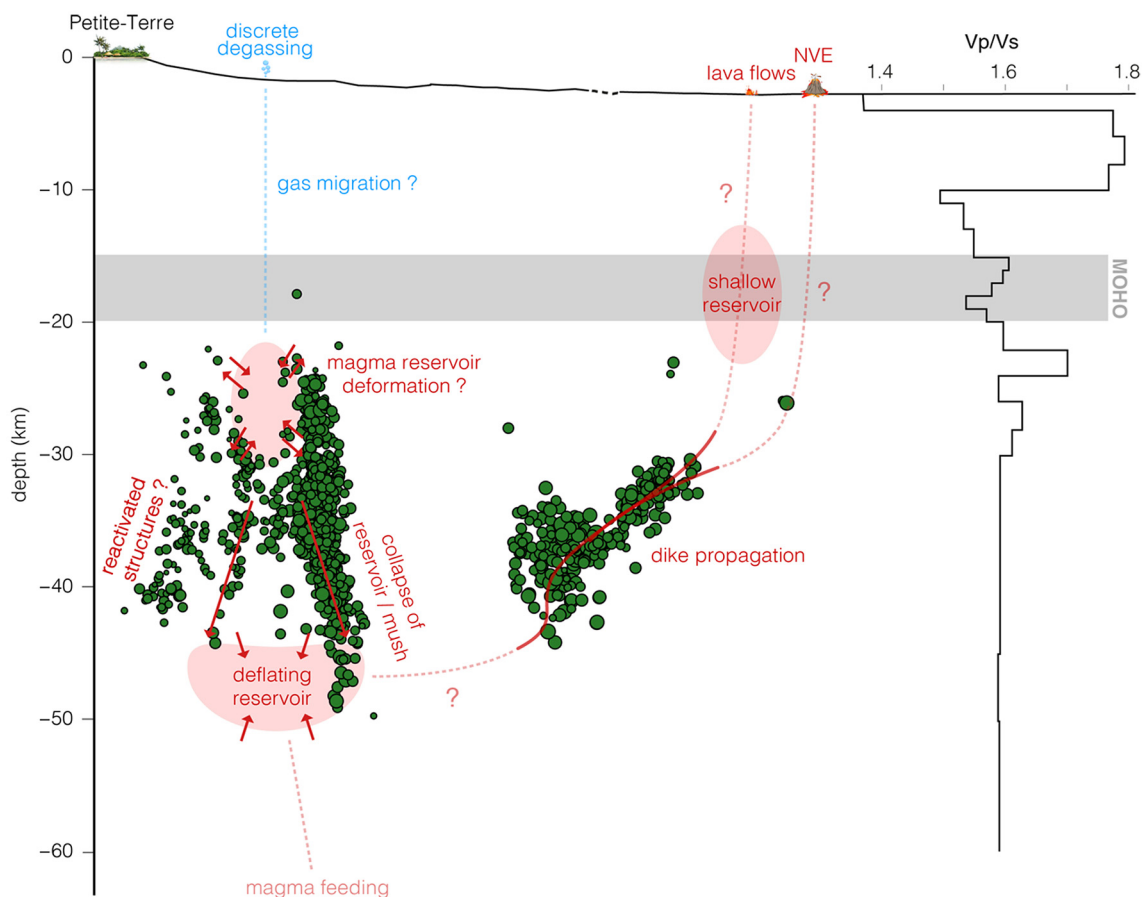 Petite-Terre
discrete
degassing
NVE
lava flows
Vp/Vs
1.4
1.6
1.8
0
gas migration ?
−10
?
MOHO
shallow
reservoir
?
−20
magma reservoir
deformation ?
−30
depth (km)
reactivated
structures ?
collapse of
reservoir / mush
dike propagation
−40
deflating
reservoir
?
−50
−60
magma feeding